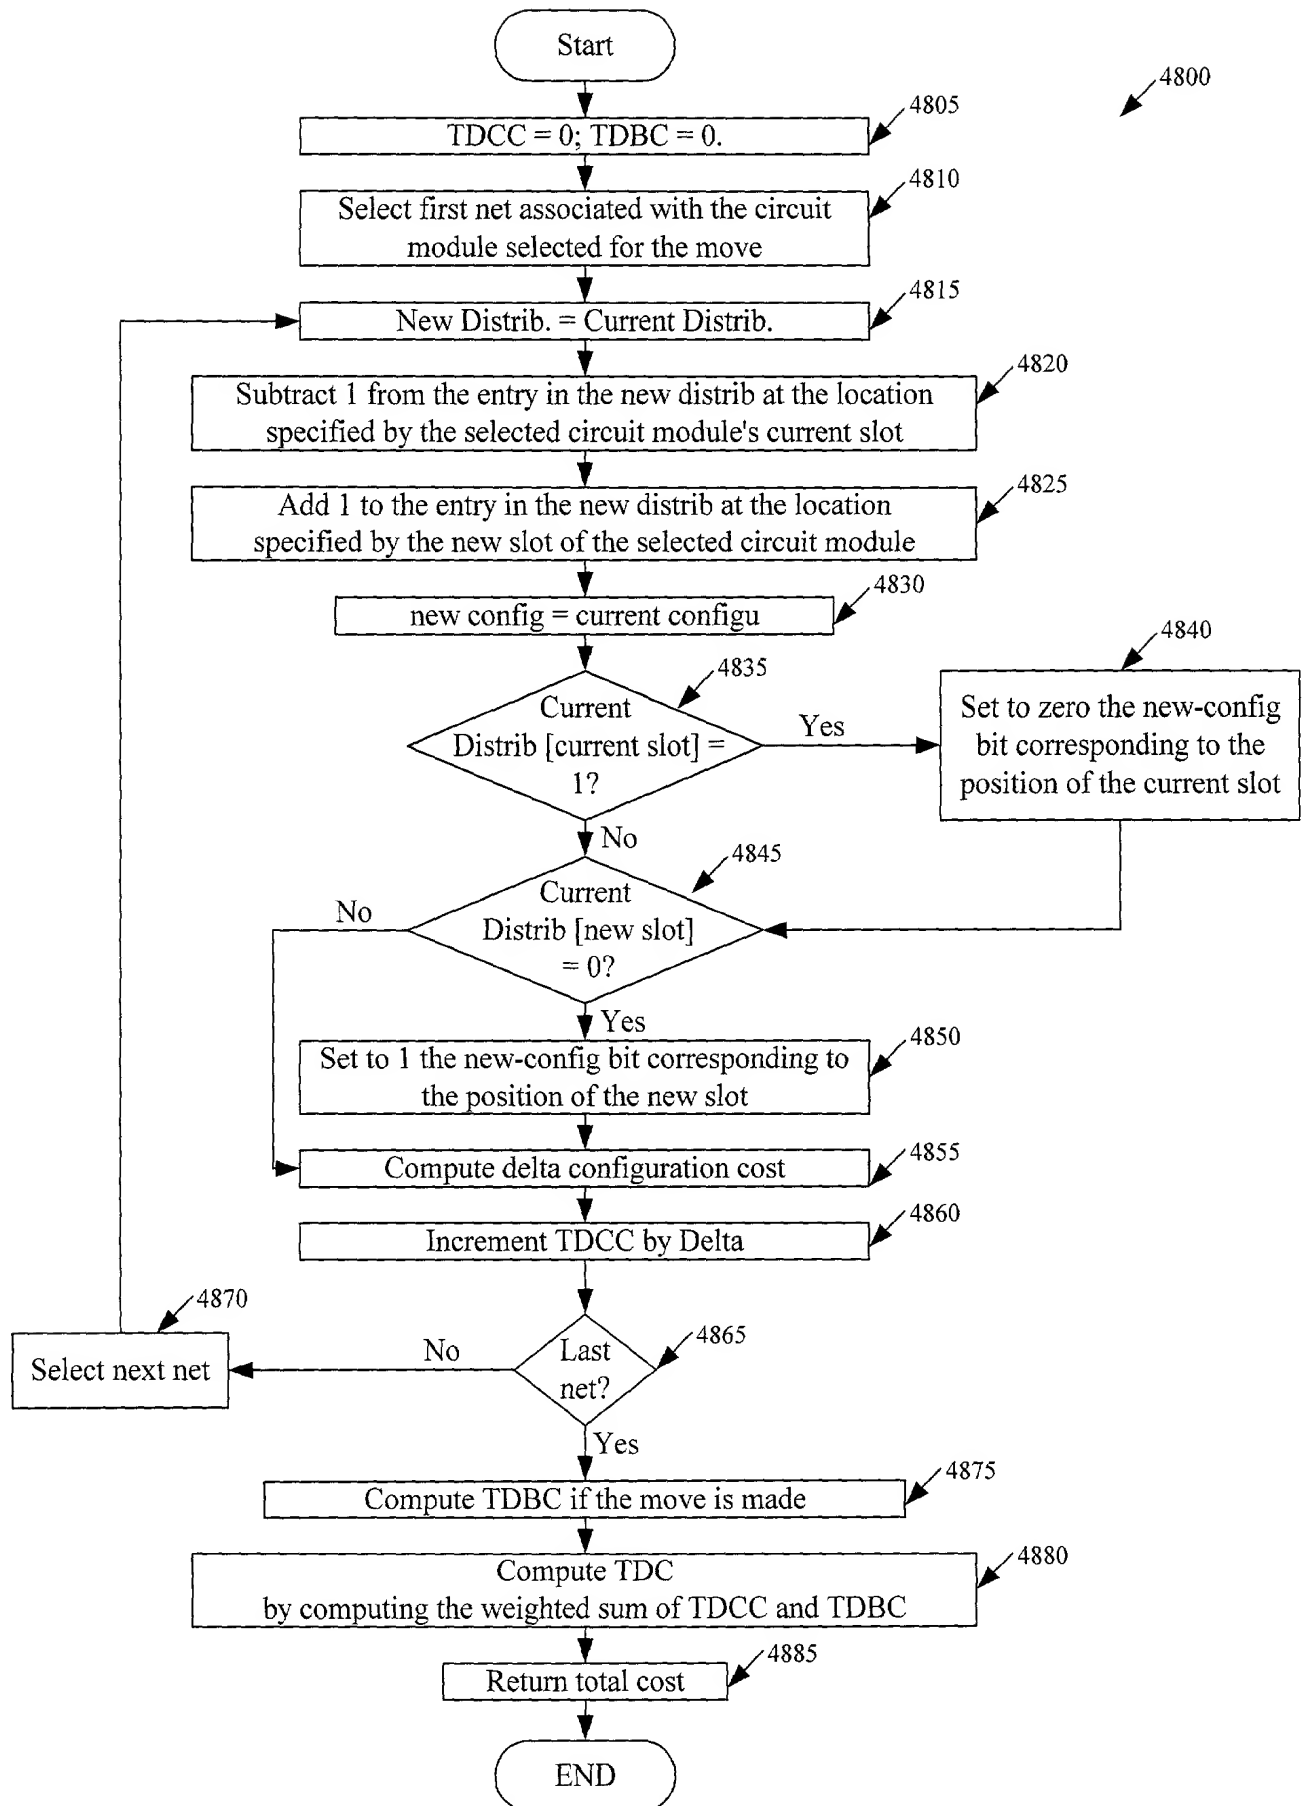 Start
4800
4805
TDCC = 0; TDBC = 0.
4810
Select first net associated with the circuit
module selected for the move
4815
New Distrib. = Current Distrib.
4820
Subtract 1 from the entry in the new distrib at the location
specified by the selected circuit module's current slot
4825
Add 1 to the entry in the new distrib at the location
specified by the new slot of the selected circuit module
4830
new config = current configu
4835
Current
Distrib [current slot] =
1?
Yes
4840
Set to zero the new-config
bit corresponding to the
position of the current slot
No
4845
Current
Distrib [new slot]
= 0?
No
Yes
4850
Set to 1 the new-config bit corresponding to
the position of the new slot
4855
Compute delta configuration cost
4860
Increment TDCC by Delta
4865
Last
net?
No
4870
Select next net
Yes
4875
Compute TDBC if the move is made
4880
Compute TDC
by computing the weighted sum of TDCC and TDBC
4885
Return total cost
END